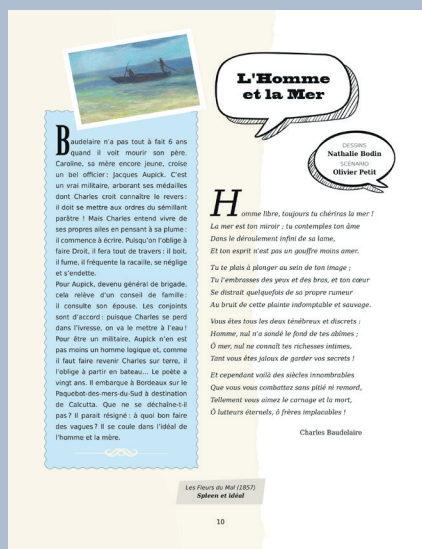 L'Homme
et la Mer
DESSINS
Nathalie Bodin
SCÉNARIO
Olivier Petit
Baudelaire n'a pas tout à fait 6 ans
quand il voit mourir son père.
Caroline, sa mère encore jeune, croise
un bel officier : Jacques Aupick. C'est
un vrai militaire, arborant ses médailles
dont Charles croit connaître le revers :
il doit se mettre aux ordres du sémillant
parâtre ! Mais Charles entend vivre de
ses propres ailes en pensant à sa plume :
il commence à écrire. Puisqu'on l'oblige à
faire Droit, il fera tout de travers : il boit,
il fume, il fréquente la racaille, se néglige
et s'endette.
Pour Aupick, devenu général de brigade,
cela relève d'un conseil de famille :
il consulte son épouse. Les conjoints
sont d'accord : puisque Charles se perd
dans l'ivresse, on va le mettre à l'eau !
Pour être un militaire, Aupick n'en est
pas moins un homme logique et, comme
il faut faire revenir Charles sur terre, il
l'oblige à partir en bateau... Le poète a
vingt ans. Il embarque à Bordeaux sur le
Paquebot-des-mers-du-Sud à destination
de Calcutta. Que ne se déchaîne-t-il
pas ? Il parait résigné : à quoi bon faire
des vagues ? Il se coule dans l'idéal de
l'homme et la mère.
Homme libre, toujours tu chériras la mer !
La mer est ton miroir ; tu contemples ton âme
Dans le déroulement infini de sa lame,
Et ton esprit n'est pas un gouffre moins amer.
Tu te plais à plonger au sein de ton image ;
Tu l'embrasses des yeux et des bras, et ton cœur
Se distrait quelquefois de sa propre rumeur
Au bruit de cette plainte indomptable et sauvage.
Vous êtes tous les deux ténébreux et discrets :
Homme, nul n'a sondé le fond de tes abîmes ;
Ô mer, nul ne connaît tes richesses intimes,
Tant vous êtes jaloux de garder vos secrets !
Et cependant voilà des siècles innombrables
Que vous vous combattez sans pitié ni remord,
Tellement vous aimez le carnage et la mort,
Ô lutteurs éternels, ô frères implacables !
Charles Baudelaire
Les Fleurs du Mal (1857)
Spleen et idéal
10